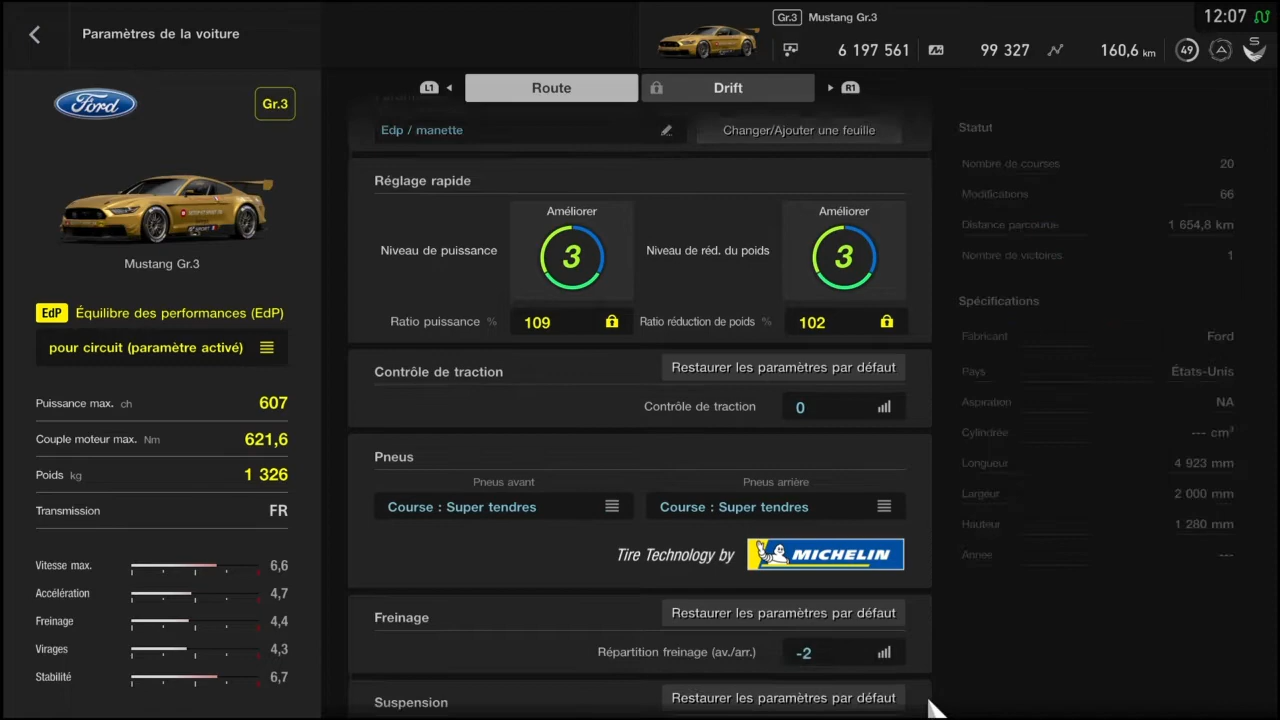 Paramètres de la voiture
Gr.3 Mustang Gr.3
12:07
6 197 561
99 327
160,6 km
49
S
Ford
Gr.3
Mustang Gr.3
EdP Équilibre des performances (EdP)
pour circuit (paramètre activé)
Puissance max. ch 607
Couple moteur max. Nm 621,6
Poids kg 1 326
Transmission FR
Vitesse max. 6,6
Accélération 4,7
Freinage 4,4
Virages 4,3
Stabilité 6,7
L1 Route Drift R1
Edp / manette Changer/Ajouter une feuille
Réglage rapide
Améliorer Améliorer
Niveau de puissance 3 Niveau de réd. du poids 3
Ratio puissance % 109 Ratio réduction de poids % 102
Contrôle de traction Restaurer les paramètres par défaut
Contrôle de traction 0
Pneus
Pneus avant Pneus arrière
Course : Super tendres Course : Super tendres
Tire Technology by MICHELIN
Freinage Restaurer les paramètres par défaut
Répartition freinage (av./arr.) -2
Suspension Restaurer les paramètres par défaut
Statut
Nombre de courses 20
Modifications 66
Distance parcourue 1 654,8 km
Nombre de victoires 1
Spécifications
Fabricant Ford
Pays États-Unis
Aspiration NA
Cylindrée --- cm³
Longueur 4 923 mm
Largeur 2 000 mm
Hauteur 1 280 mm
Année ---